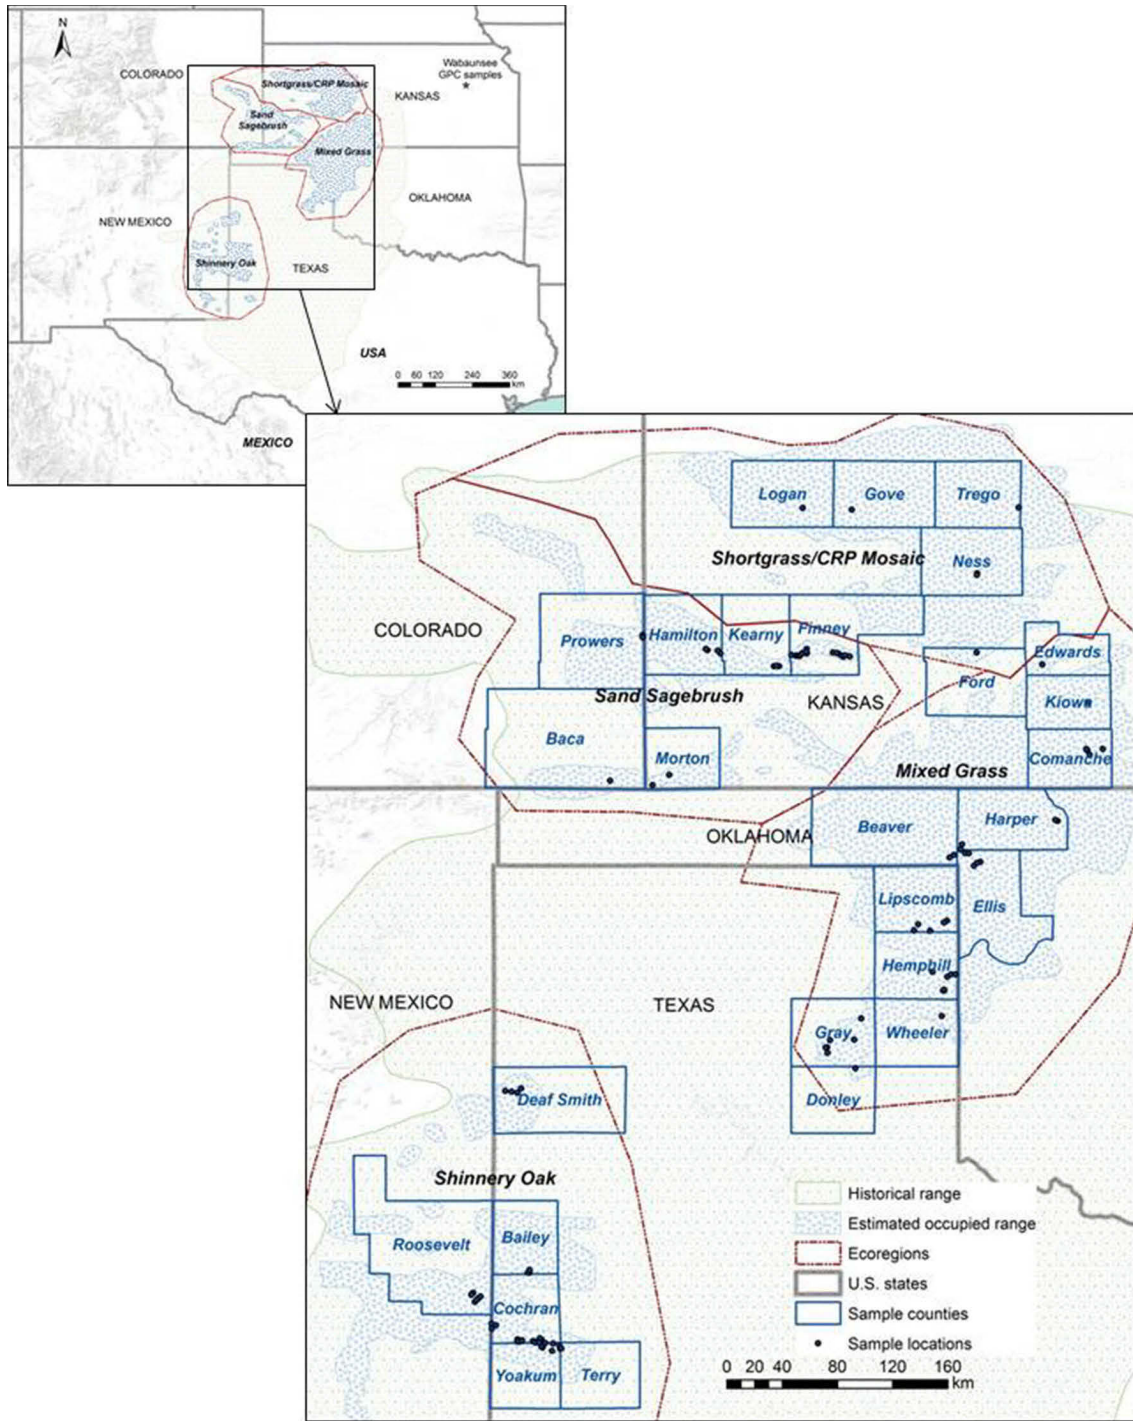 N
COLORADO
Wabaunsee
GPC samples
Shortgrass/CRP Mosaic
KANSAS
Sand
Sagebrush
Mixed Grass
OKLAHOMA
NEW MEXICO
Shinnery Oak
TEXAS
USA
0 60 120 240 360
km
MEXICO
Logan
Gove
Trego
Shortgrass/CRP Mosaic
Ness
COLORADO
Prowers
Hamilton
Kearny
Finney
Edwards
Ford
Sand Sagebrush
KANSAS
Kiowa
Baca
Morton
Comanche
Mixed Grass
OKLAHOMA
Beaver
Harper
Lipscomb
Ellis
Hemphill
NEW MEXICO
TEXAS
Gray
Wheeler
Deaf Smith
Donley
Shinnery Oak
Historical range
Estimated occupied range
Roosevelt
Bailey
Ecoregions
U.S. states
Cochran
Sample counties
Sample locations
Yoakum
Terry
0 20 40 80 120 160
km